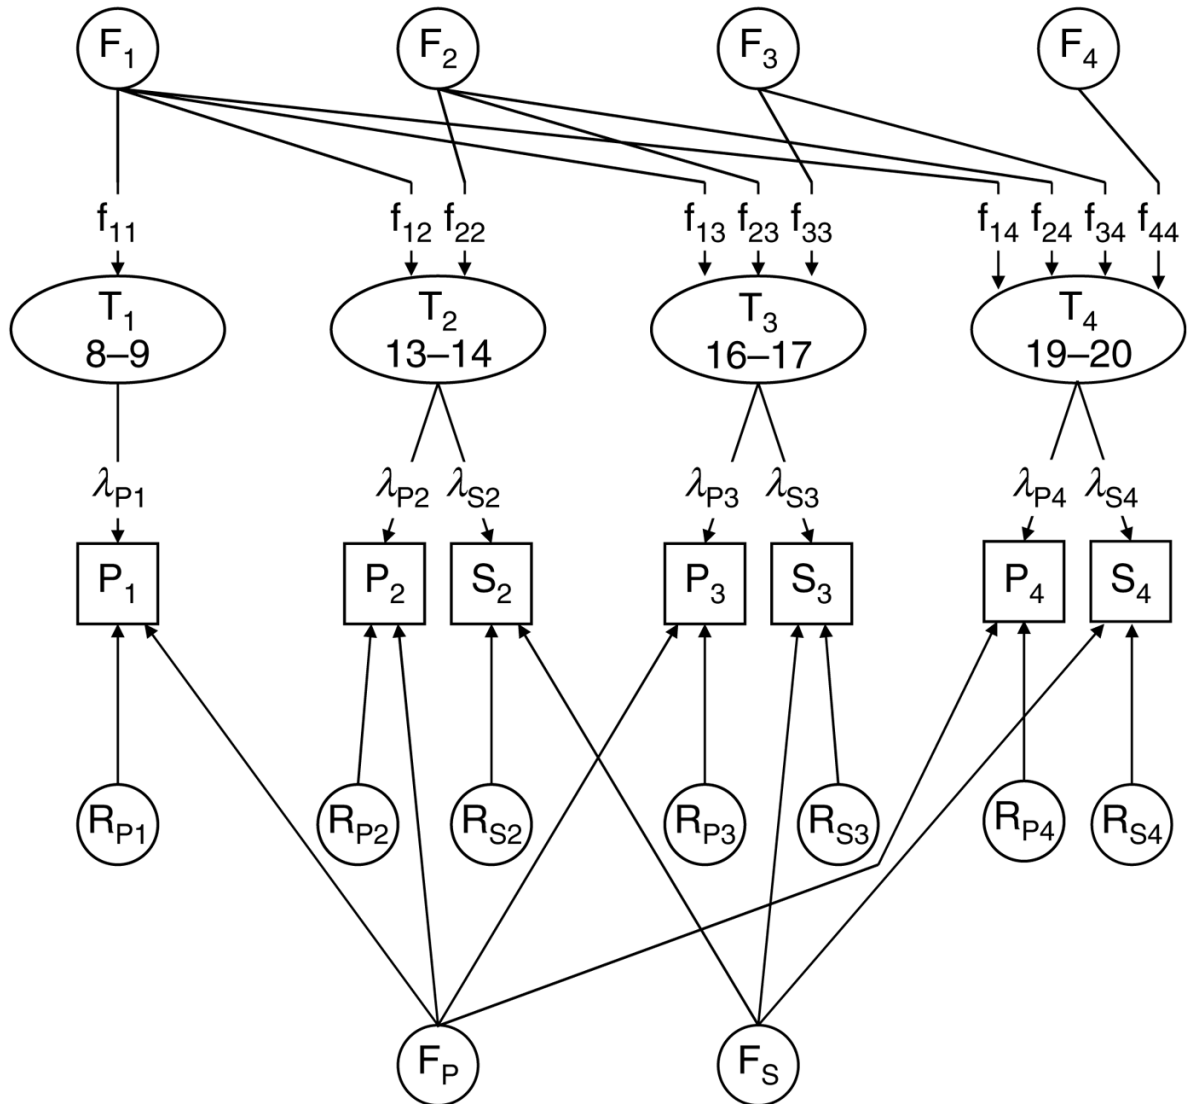 F1 F2 F3 F4
f11 f12 f22 f13 f23 f33 f14 f24 f34 f44
T1 T2 T3 T4
8–9 13–14 16–17 19–20
λP1 λP2 λS2 λP3 λS3 λP4 λS4
P1 P2 S2 P3 S3 P4 S4
RP1 RP2 RS2 RP3 RS3 RP4 RS4
FP FS